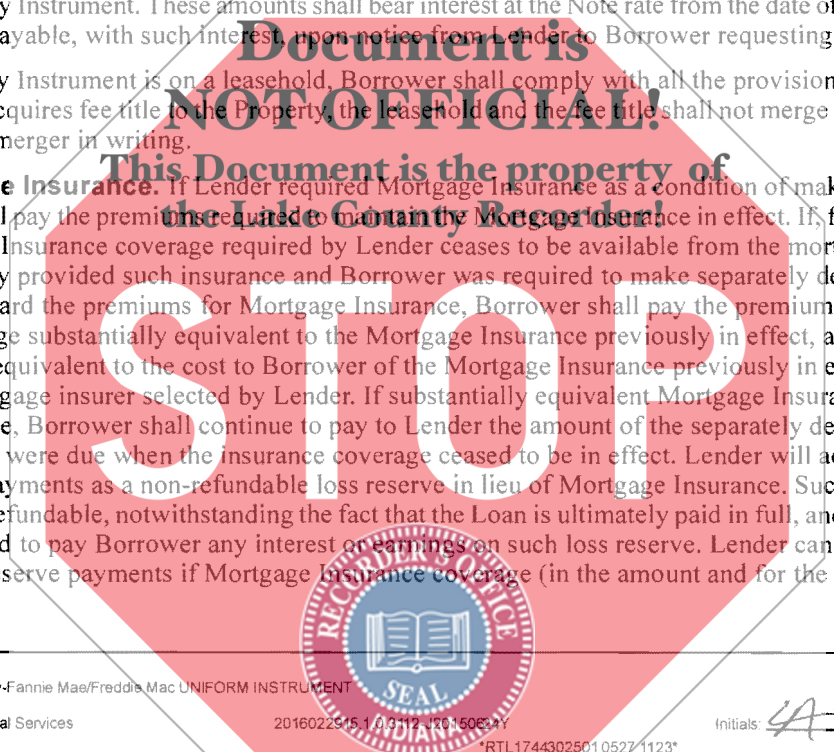 y Instrument. These amounts shall bear interest at the Note rate from the date of
ayable, with such interest, upon notice from Lender to Borrower requesting
Document is
y Instrument is on a leasehold, Borrower shall comply with all the provision
cquires fee title to the Property, the leasehold and the fee title shall not merge
NOT OFFICIAL!
merger in writing.
This Document is the property of
the Lake County Recorder!
e Insurance. If Lender required Mortgage Insurance as a condition of mak
l pay the premiums required to maintain the Mortgage Insurance in effect. If, f
Insurance coverage required by Lender ceases to be available from the mort
y provided such insurance and Borrower was required to make separately de
ard the premiums for Mortgage Insurance, Borrower shall pay the premium
ge substantially equivalent to the Mortgage Insurance previously in effect, a
equivalent to the cost to Borrower of the Mortgage Insurance previously in e
gage insurer selected by Lender. If substantially equivalent Mortgage Insura
e, Borrower shall continue to pay to Lender the amount of the separately de
were due when the insurance coverage ceased to be in effect. Lender will a
ayments as a non-refundable loss reserve in lieu of Mortgage Insurance. Suc
efundable, notwithstanding the fact that the Loan is ultimately paid in full, an
d to pay Borrower any interest or earnings on such loss reserve. Lender can
serve payments if Mortgage Insurance coverage (in the amount and for the
STOP
RECORDER'S OFFICE
SEAL
INDIANA
-Fannie Mae/Freddie Mac UNIFORM INSTRUMENT
al Services
Initials: